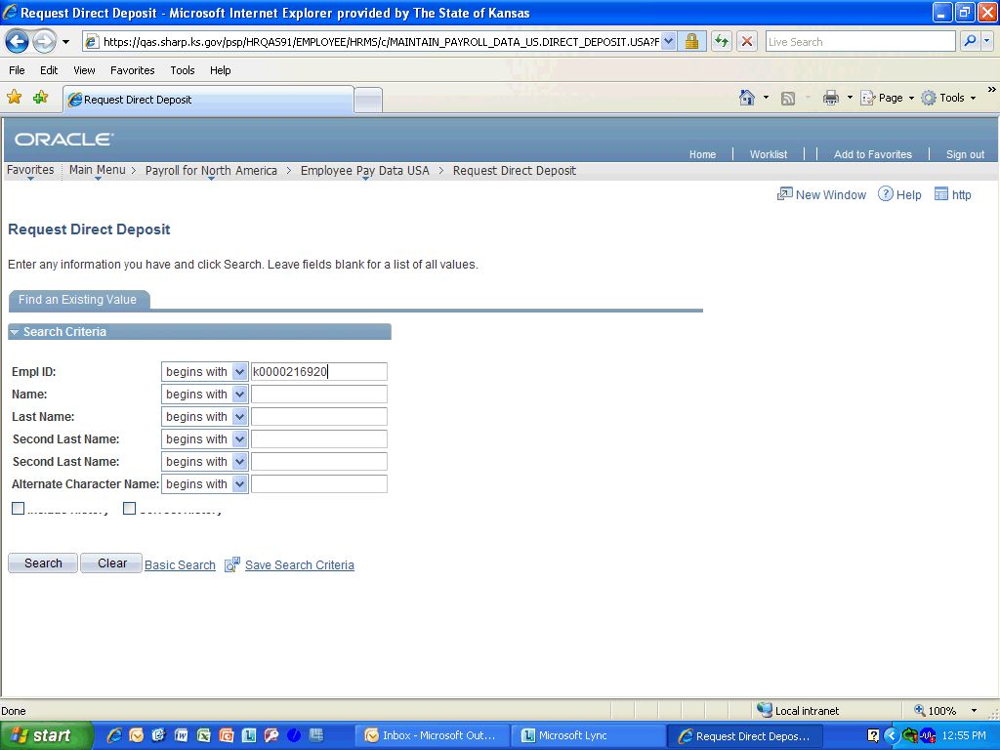 Request Direct Deposit - Microsoft Internet Explorer provided by The State of Kansas
https://qas.sharp.ks.gov/psp/HRQAS91/EMPLOYEE/HRMS/c/MAINTAIN_PAYROLL_DATA_US.DIRECT_DEPOSIT.USA?F
Live Search
File Edit View Favorites Tools Help
Request Direct Deposit
Page Tools »
ORACLE
Home Worklist Add to Favorites Sign out
Favorites Main Menu > Payroll for North America > Employee Pay Data USA > Request Direct Deposit
New Window ? Help http
Request Direct Deposit
Enter any information you have and click Search. Leave fields blank for a list of all values.
Find an Existing Value
Search Criteria
Empl ID: begins with k0000216920
Name: begins with
Last Name: begins with
Second Last Name: begins with
Second Last Name: begins with
Alternate Character Name: begins with
Search Clear Basic Search Save Search Criteria
Done Local intranet 100%
start Inbox - Microsoft Out... Microsoft Lync Request Direct Depos... 12:55 PM